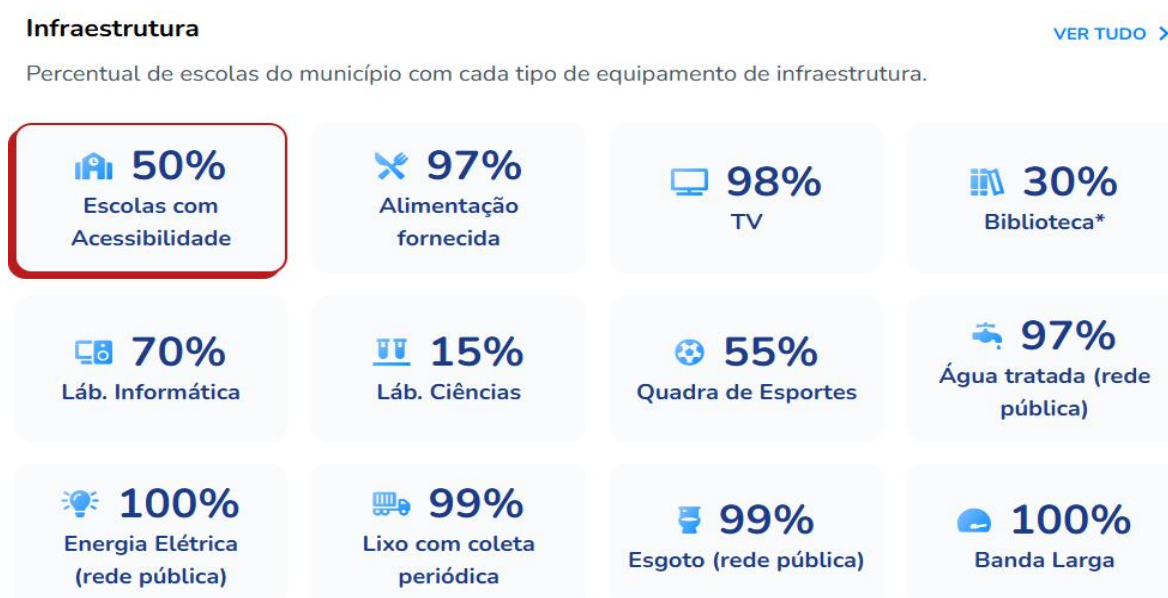 Infraestrutura
VER TUDO
Percentual de escolas do município com cada tipo de equipamento de infraestrutura.
50%
Escolas com
Acessibilidade
97%
Alimentação
fornecida
98%
TV
30%
Biblioteca*
70%
Láb. Informática
15%
Láb. Ciências
55%
Quadra de Esportes
97%
Água tratada (rede
pública)
100%
Energia Elétrica
(rede pública)
99%
Lixo com coleta
periódica
99%
Esgoto (rede pública)
100%
Banda Larga